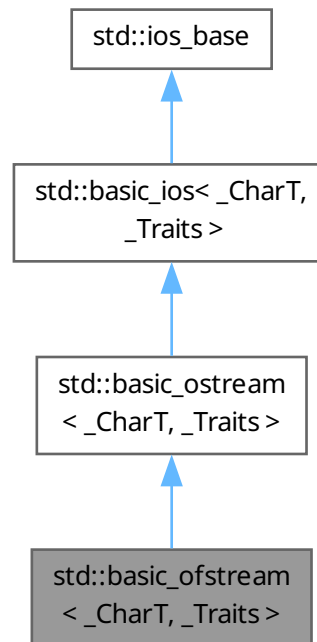 std::ios_base
std::basic_ios< _CharT,
_Traits >
std::basic_ostream
< _CharT, _Traits >
std::basic_ofstream
< _CharT, _Traits >